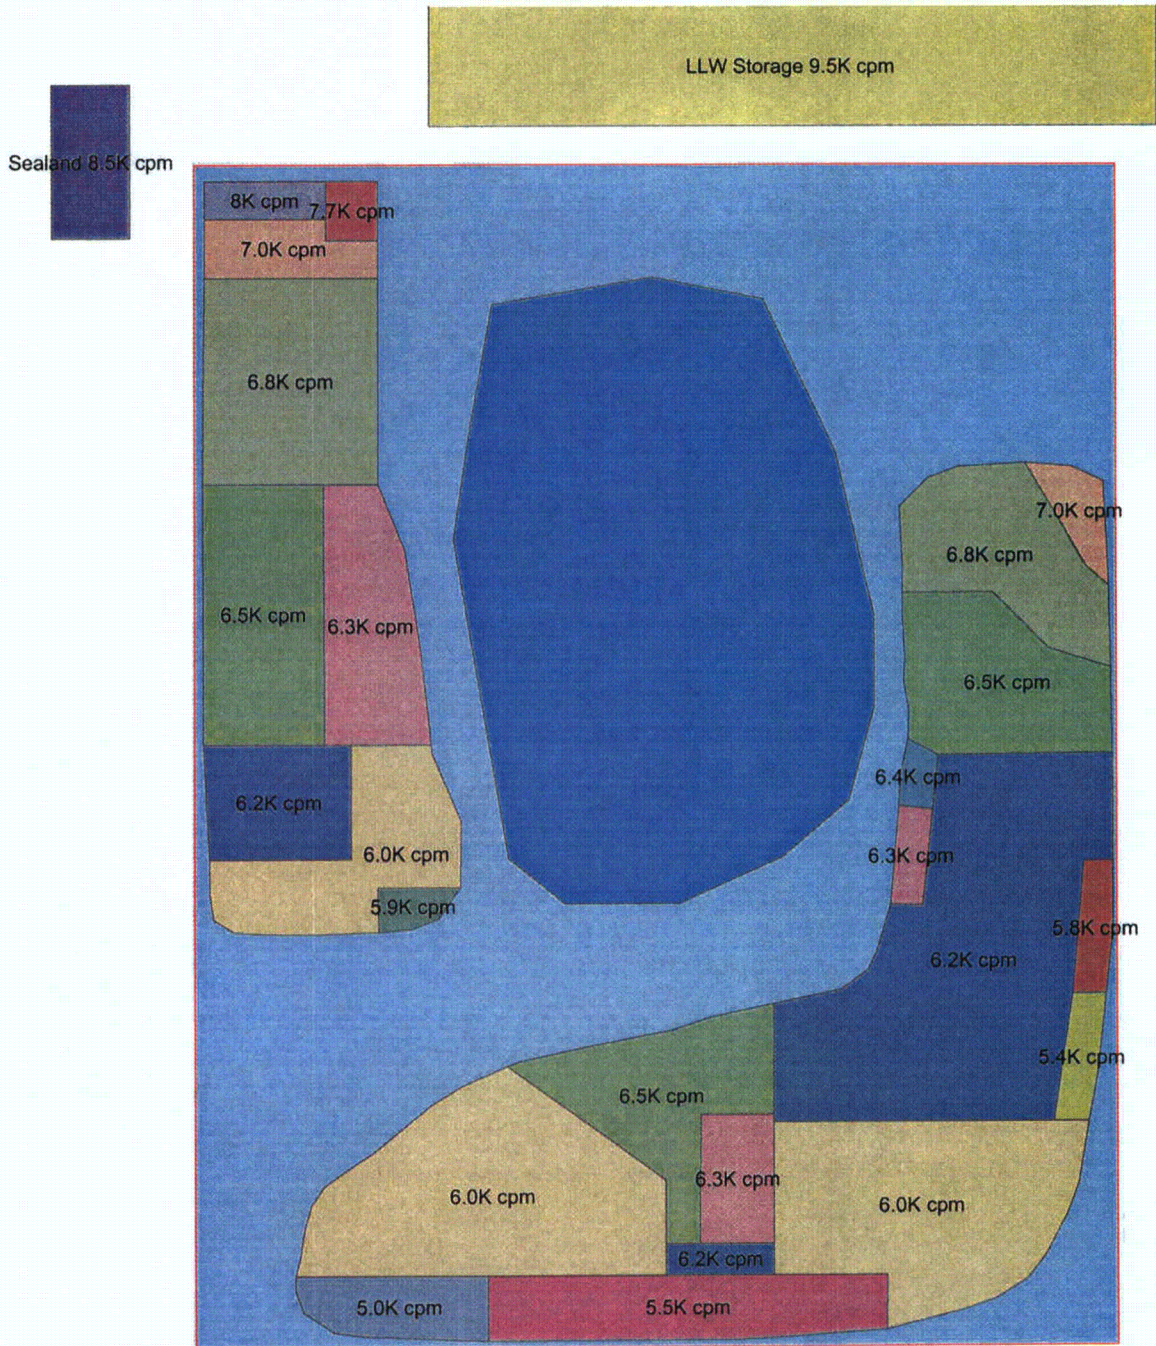 LLW Storage 9.5K cpm
Sealand 8.5K cpm
8K cpm
7.7K cpm
7.0K cpm
6.8K cpm
7.0K cpm
6.8K cpm
6.5K cpm
6.3K cpm
6.5K cpm
6.4K cpm
6.2K cpm
6.0K cpm
6.3K cpm
5.9K cpm
5.8K cpm
6.2K cpm
5.4K cpm
6.5K cpm
6.3K cpm
6.0K cpm
6.0K cpm
6.2K cpm
5.0K cpm
5.5K cpm